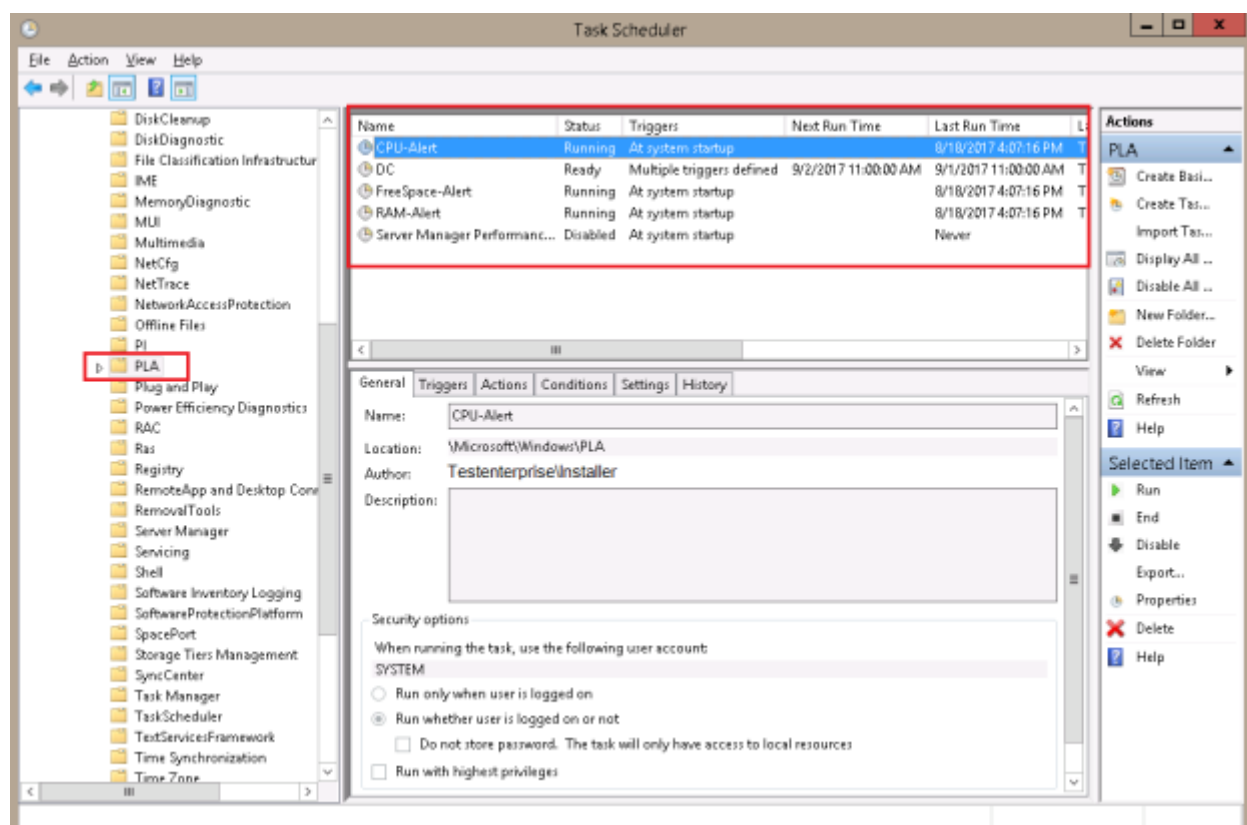 Task Scheduler
File Action View Help
DiskCleanup
DiskDiagnostic
File Classification Infrastructur
IME
MemoryDiagnostic
MUI
Multimedia
NetCfg
NetTrace
NetworkAccessProtection
Offline Files
PI
PLA
Plug and Play
Power Efficiency Diagnostics
RAC
Ras
Registry
RemoteApp and Desktop Conn
RemovalTools
Server Manager
Servicing
Shell
Software Inventory Logging
SoftwareProtectionPlatform
SpacePort
Storage Tiers Management
SyncCenter
Task Manager
TaskScheduler
TextServicesFramework
Time Synchronization
Time Zone
Name Status Triggers Next Run Time Last Run Time L
CPU-Alert Running At system startup 8/18/2017 4:07:16 PM T
DC Ready Multiple triggers defined 9/2/2017 11:00:00 AM 9/1/2017 11:00:00 AM T
FreeSpace-Alert Running At system startup 8/18/2017 4:07:16 PM T
RAM-Alert Running At system startup 8/18/2017 4:07:16 PM T
Server Manager Performanc... Disabled At system startup Never
General Triggers Actions Conditions Settings History
Name: CPU-Alert
Location: \Microsoft\Windows\PLA
Author: Testenterprise\Installer
Description:
Security options
When running the task, use the following user account:
SYSTEM
Run only when user is logged on
Run whether user is logged on or not
Do not store password. The task will only have access to local resources
Run with highest privileges
Actions
PLA
Create Basi...
Create Tas...
Import Tas...
Display All ...
Disable All ...
New Folder...
Delete Folder
View
Refresh
Help
Selected Item
Run
End
Disable
Export...
Properties
Delete
Help